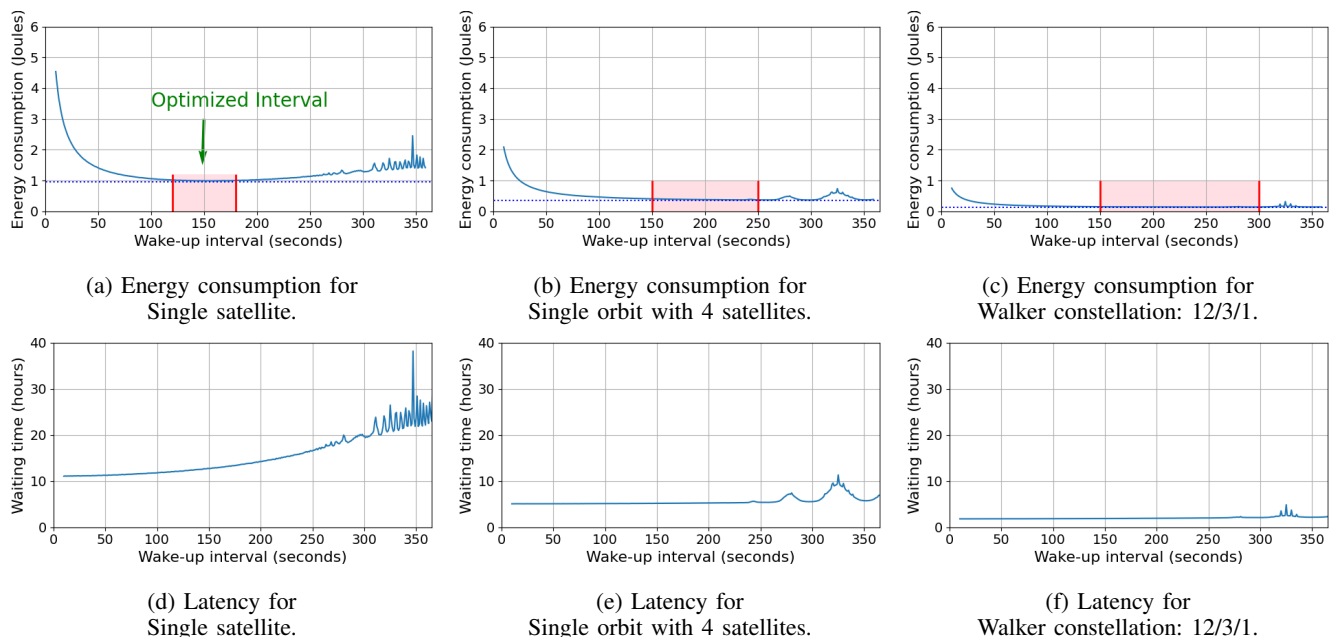 Energy consumption (Joules)
6
5
4
3
2
1
0
Optimized Interval
0 50 100 150 200 250 300 350
Wake-up interval (seconds)
(a) Energy consumption for
Single satellite.
Energy consumption (Joules)
6
5
4
3
2
1
0
0 50 100 150 200 250 300 350
Wake-up interval (seconds)
(b) Energy consumption for
Single orbit with 4 satellites.
Energy consumption (Joules)
6
5
4
3
2
1
0
0 50 100 150 200 250 300 350
Wake-up interval (seconds)
(c) Energy consumption for
Walker constellation: 12/3/1.
Waiting time (hours)
40
30
20
10
0
0 50 100 150 200 250 300 350
Wake-up interval (seconds)
(d) Latency for
Single satellite.
Waiting time (hours)
40
30
20
10
0
0 50 100 150 200 250 300 350
Wake-up interval (seconds)
(e) Latency for
Single orbit with 4 satellites.
Waiting time (hours)
40
30
20
10
0
0 50 100 150 200 250 300 350
Wake-up interval (seconds)
(f) Latency for
Walker constellation: 12/3/1.